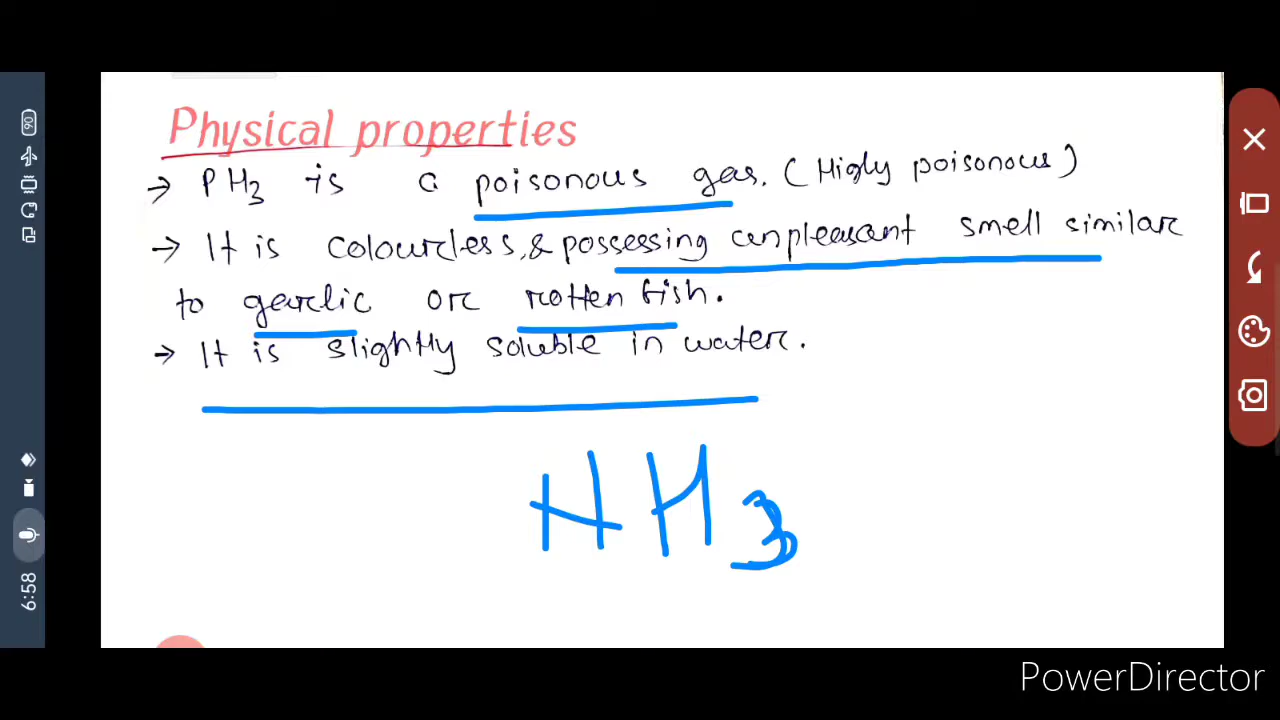 Physical properties
→ PH3 is a poisonous gas. (Higly poisonous)
→ It is colourless, & possessing unpleasant smell similar
to garlic or rotten fish.
→ It is slightly soluble in water.
NH3
90
6:58
PowerDirector